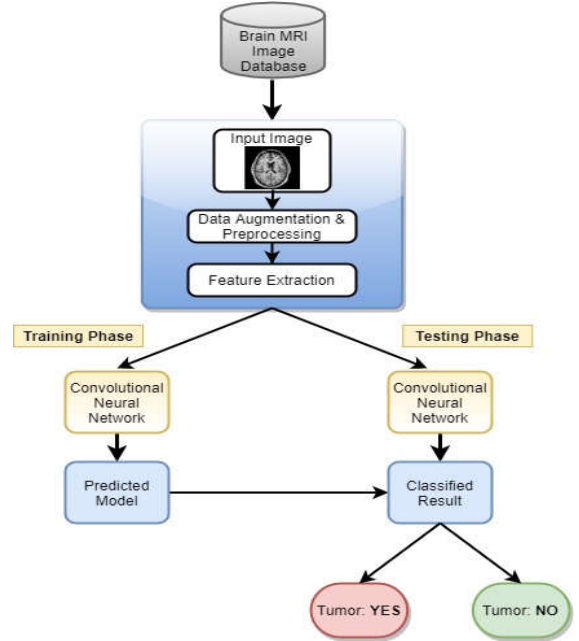 Brain MRI
Image
Database
Input Image
Data Augmentation &
Preprocessing
Feature Extraction
Training Phase
Testing Phase
Convolutional
Neural
Network
Convolutional
Neural
Network
Predicted
Model
Classified
Result
Tumor: YES
Tumor: NO